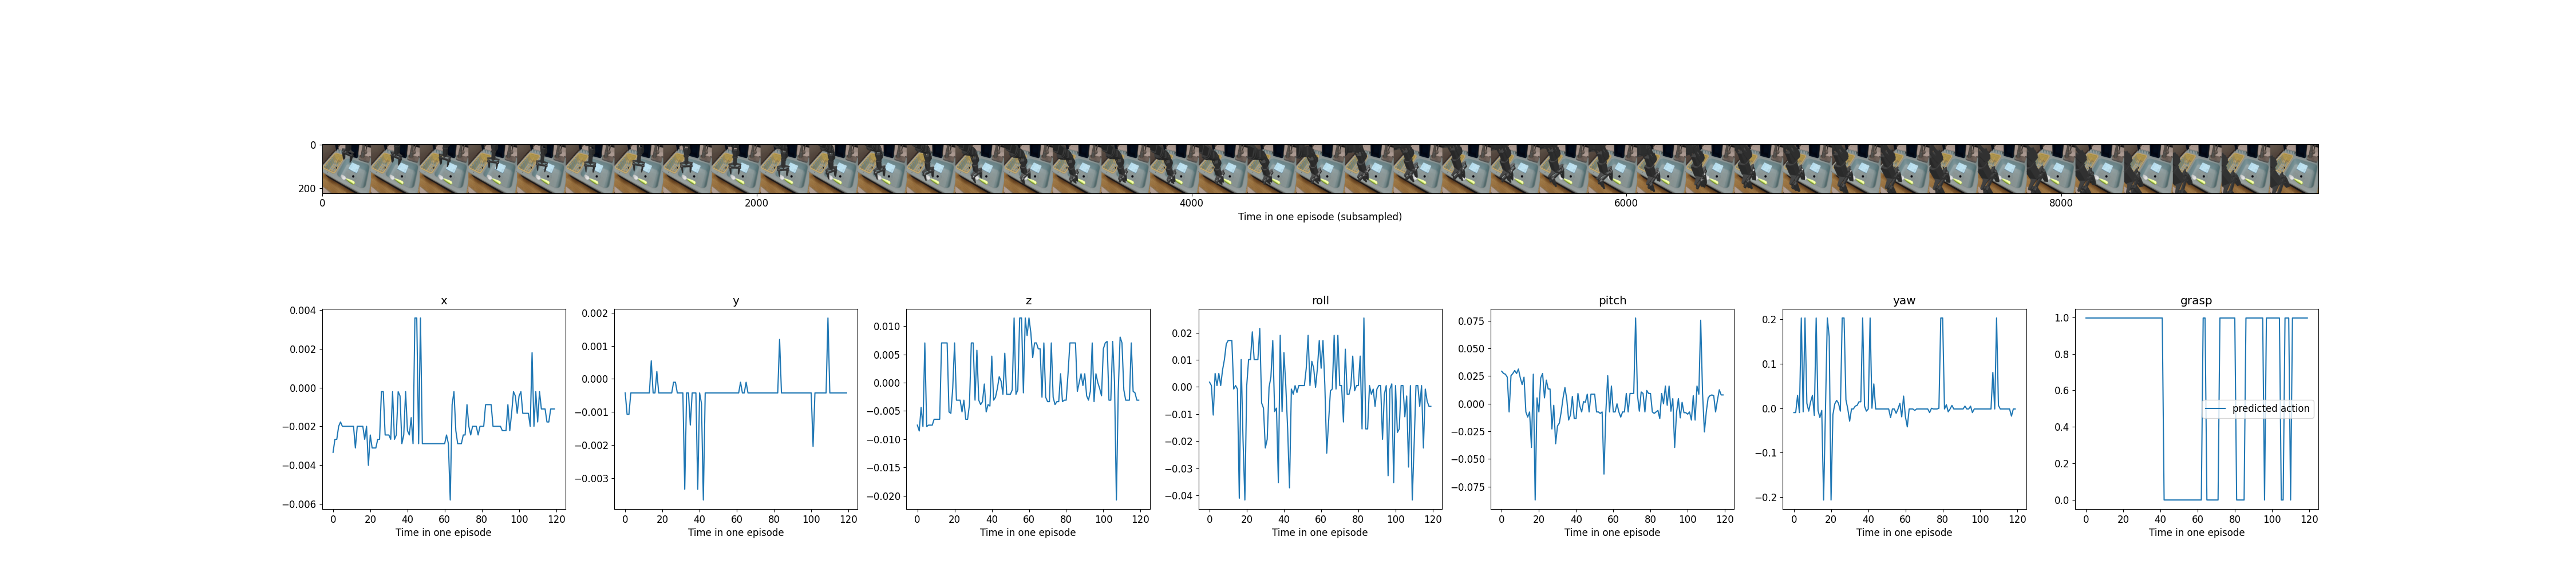 0
200
0 2000 4000 6000 8000
Time in one episode (subsampled)
x y z roll pitch yaw grasp
0.004
0.002
0.000
−0.002
−0.004
−0.006
0 20 40 60 80 100 120
Time in one episode
0.002
0.001
0.000
−0.001
−0.002
−0.003
0 20 40 60 80 100 120
Time in one episode
0.010
0.005
0.000
−0.005
−0.010
−0.015
−0.020
0 20 40 60 80 100 120
Time in one episode
0.02
0.01
0.00
−0.01
−0.02
−0.03
−0.04
0 20 40 60 80 100 120
Time in one episode
0.075
0.050
0.025
0.000
−0.025
−0.050
−0.075
0 20 40 60 80 100 120
Time in one episode
0.2
0.1
0.0
−0.1
−0.2
0 20 40 60 80 100 120
Time in one episode
1.0
0.8
0.6
0.4
0.2
0.0
predicted action
0 20 40 60 80 100 120
Time in one episode